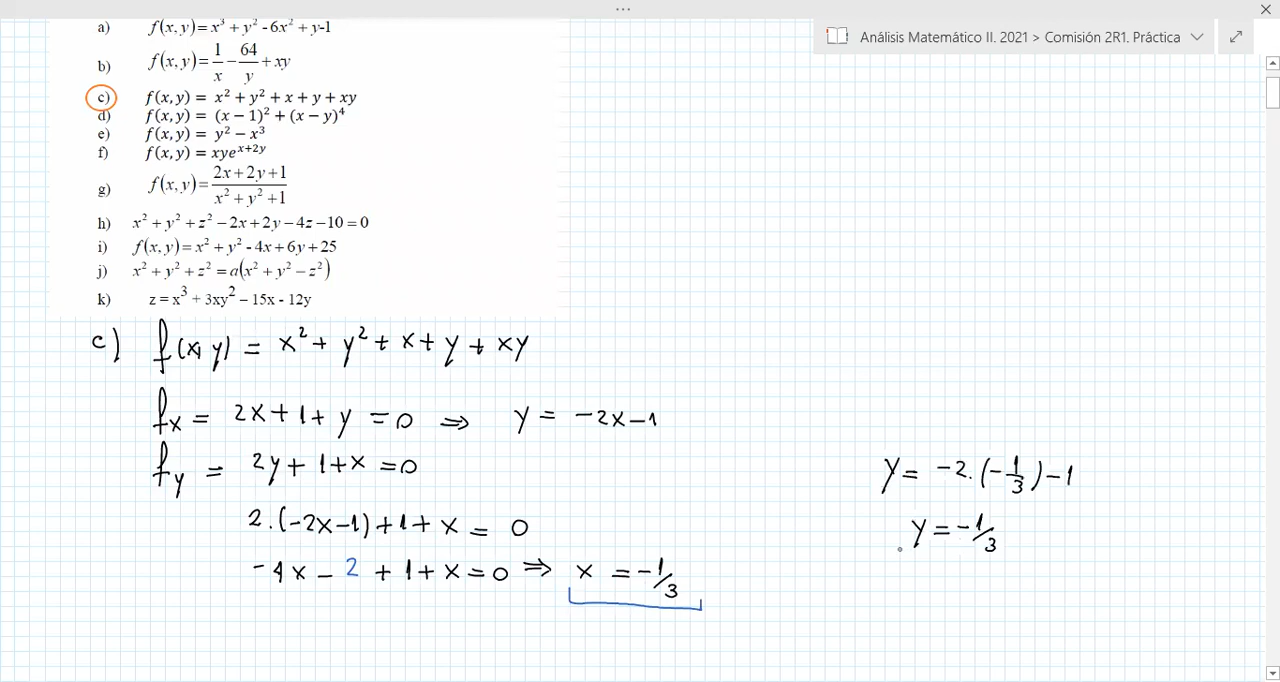 Análisis Matemático II. 2021 > Comisión 2R1. Práctica
a) f(x,y)=x³+y²-6x²+y-1
b) f(x,y)=1/x−64/y+xy
c) f(x,y) = x²+y²+x+y+xy
d) f(x,y) = (x−1)²+(x−y)⁴
e) f(x,y) = y²−x³
f) f(x,y) = xyeˣ⁺²ʸ
g) f(x,y)=(2x+2y+1)/(x²+y²+1)
h) x²+y²+z²−2x+2y−4z−10=0
i) f(x,y)=x²+y²-4x+6y+25
j) x²+y²+z²=a(x²+y²−z²)
k) z=x³+3xy²−15x-12y
c) f(x,y) = x²+y²+x+y+xy
fx = 2x+1+y=0 ⇒ y = −2x−1
fy = 2y+1+x=0
2.(−2x−1)+1+x = 0
−4x−2+1+x=0 ⇒ x = −1/3
y = −2.(−1/3)−1
y = −1/3